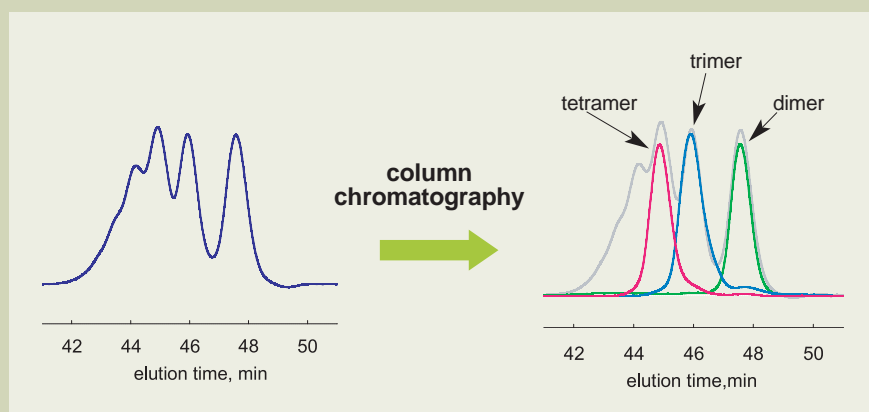 42 44 46 48 50
elution time, min
column
chromatography
tetramer
trimer
dimer
42 44 46 48 50
elution time,min